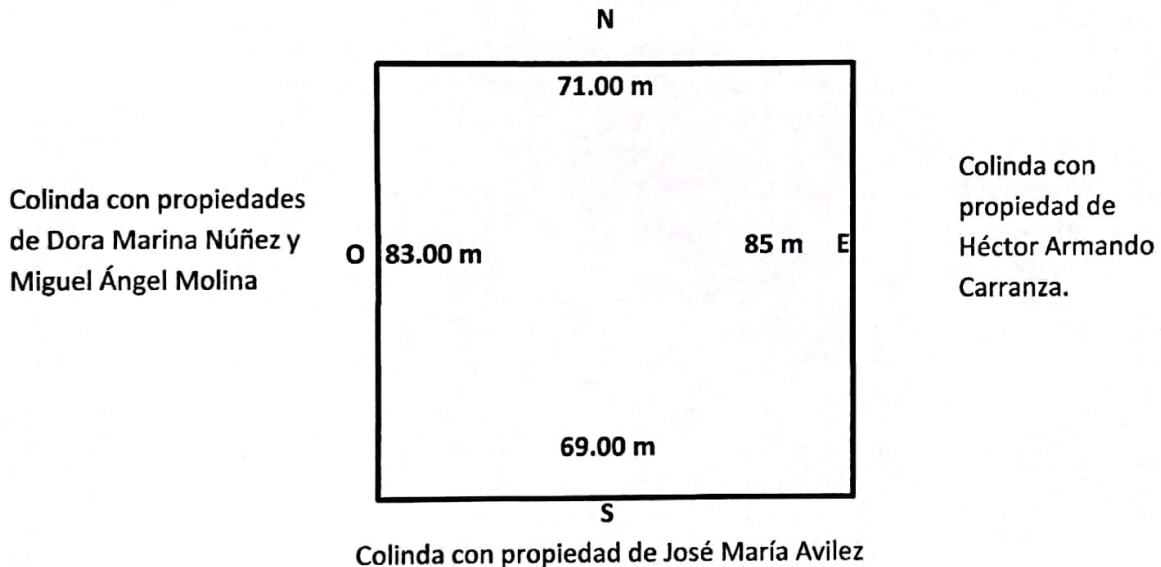 N
71.00 m
Colinda con propiedades
de Dora Marina Núñez y
Miguel Ángel Molina
O 83.00 m
85 m E
Colinda con
propiedad de
Héctor Armando
Carranza.
69.00 m
S
Colinda con propiedad de José María Avilez